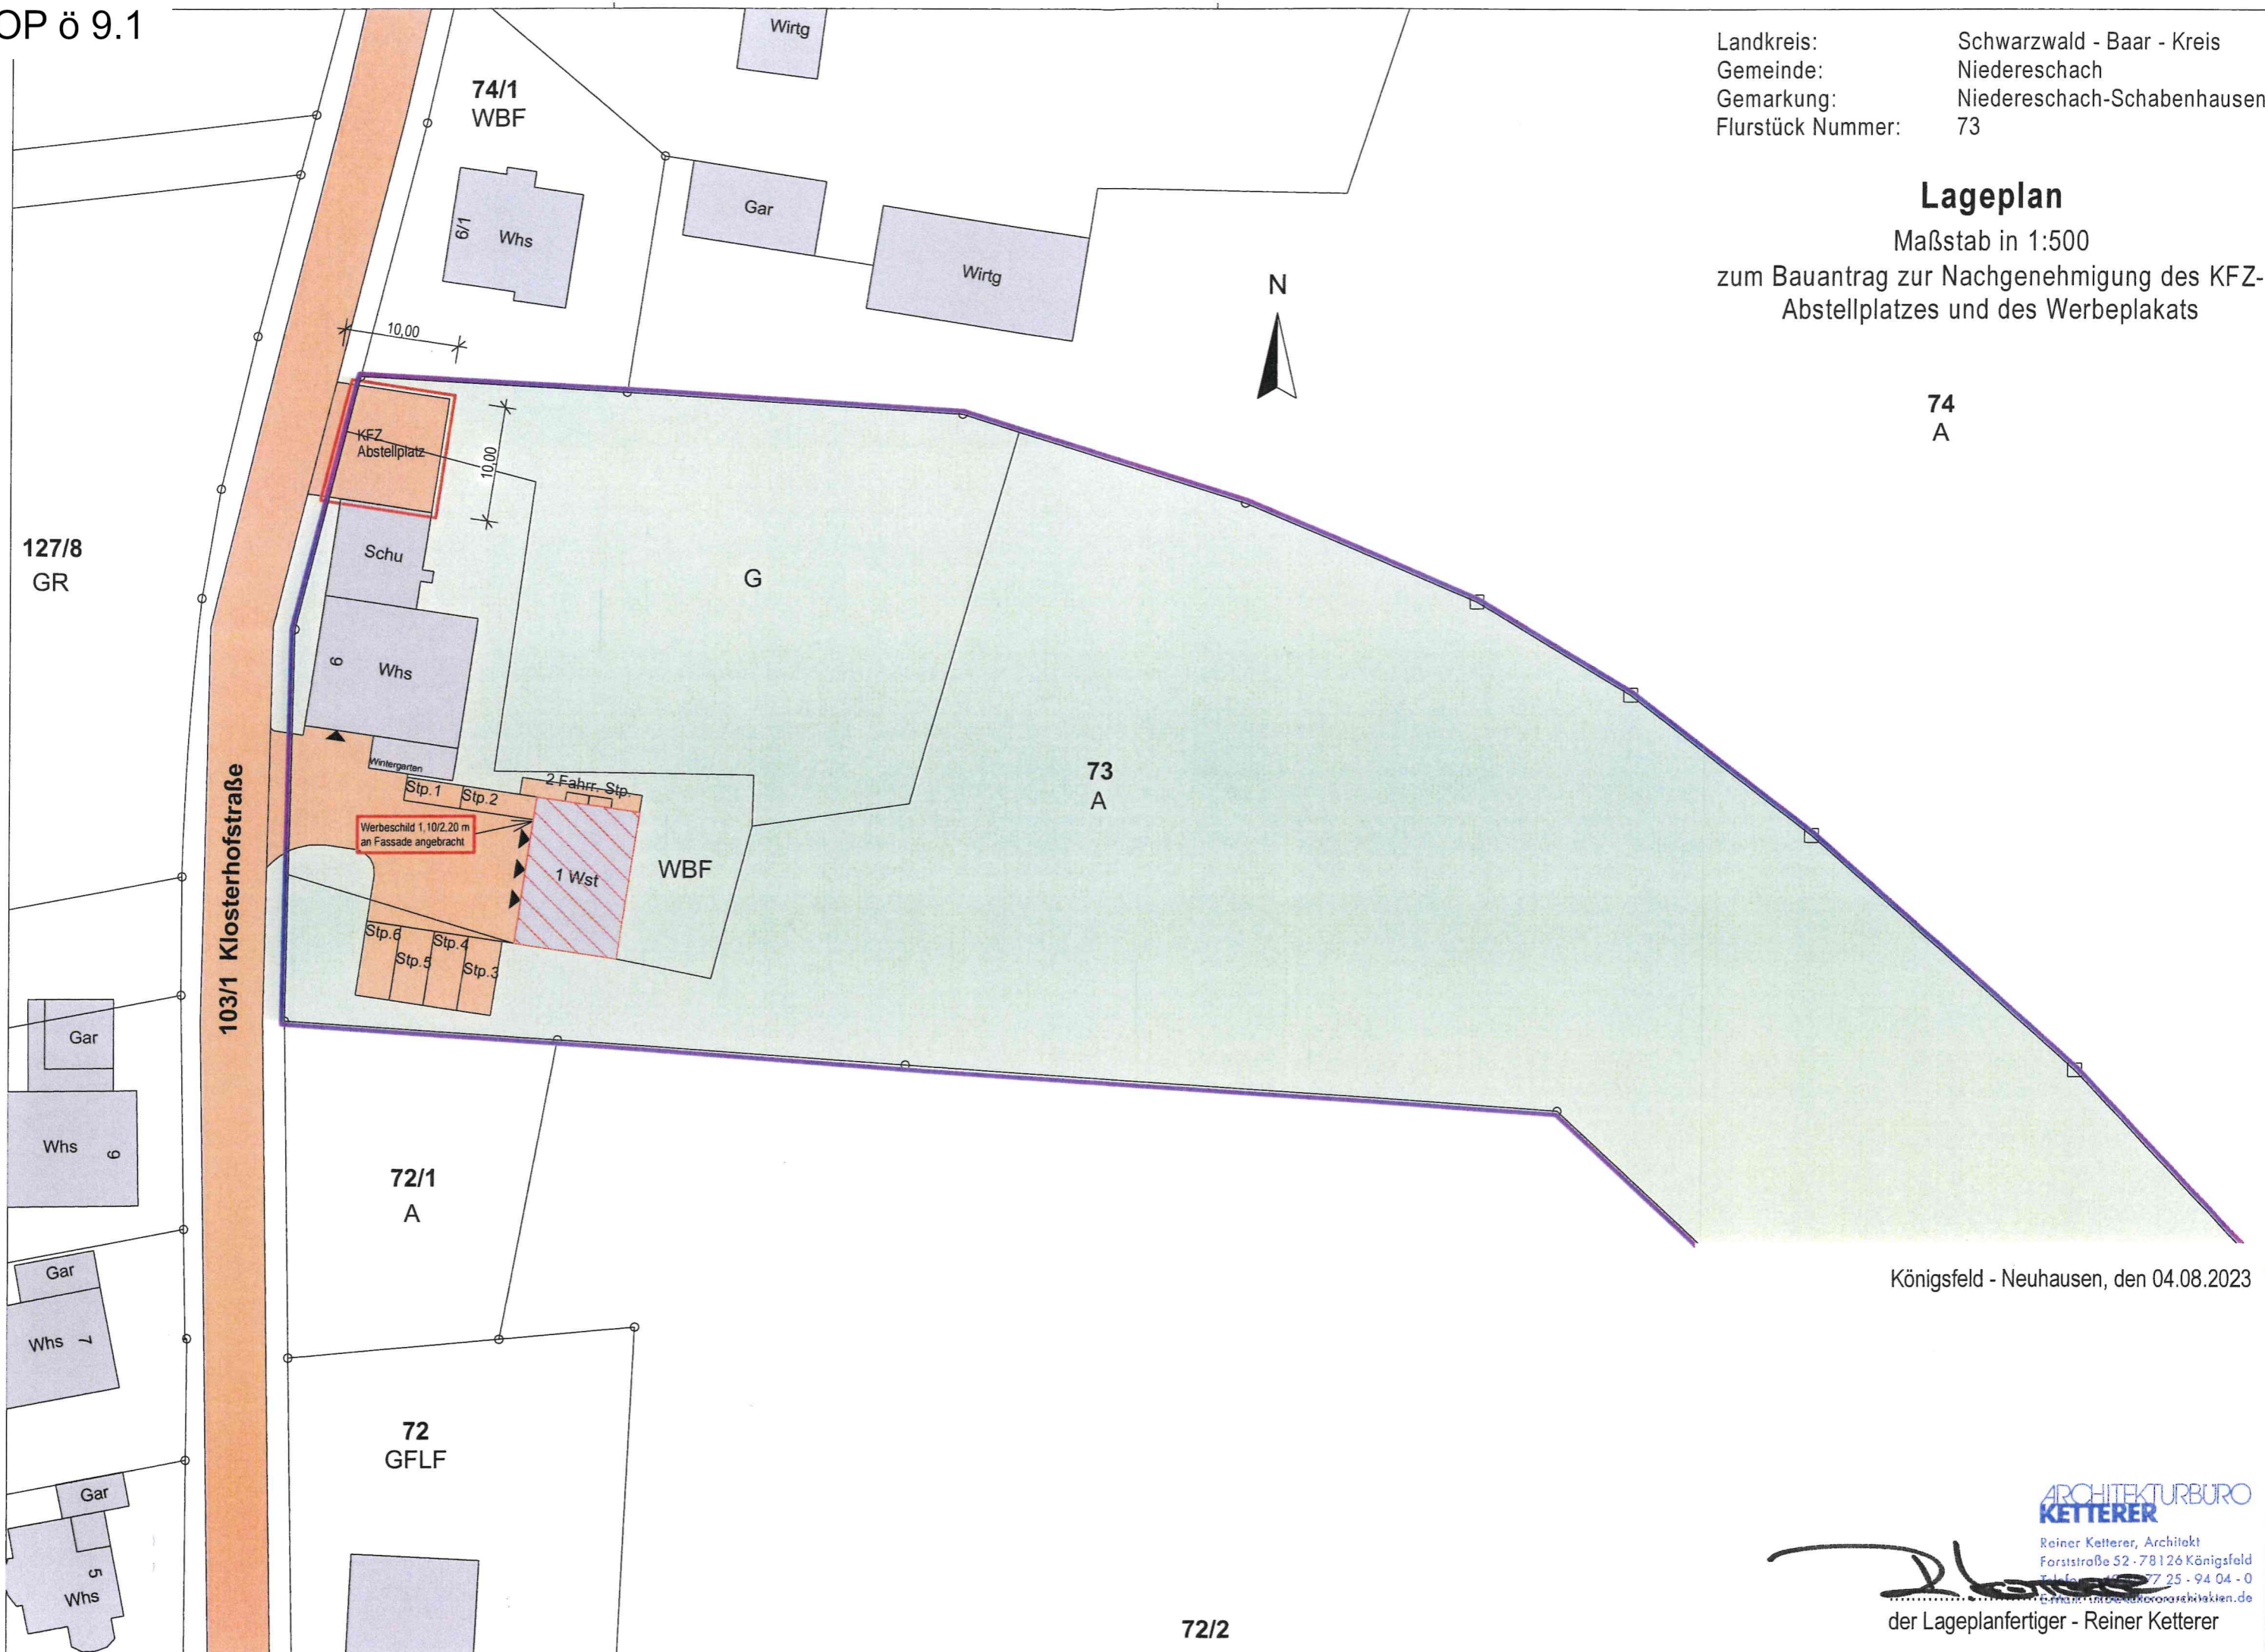 OP ö 9.1
Landkreis: Schwarzwald - Baar - Kreis
Gemeinde: Niedereschach
Gemarkung: Niedereschach-Schabenhausen
Flurstück Nummer: 73
Lageplan
Maßstab in 1:500
zum Bauantrag zur Nachgenehmigung des KFZ-
Abstellplatzes und des Werbeplakats
Wirtg
74/1
WBF
6/1
Whs
Gar
Wirtg
N
10,00
74
A
KFZ
Abstellplatz
10,00
127/8
GR
Schu
G
6
Whs
Wintergarten
Stp.1
Stp.2
2 Fahrr. Stp.
73
A
Werbeschild 1,10/2,20 m
an Fassade angebracht
1 Wst
WBF
103/1 Klosterhofstraße
Stp.6
Stp.5
Stp.4
Stp.3
Gar
Whs
9
72/1
A
Gar
Whs
7
Königsfeld - Neuhausen, den 04.08.2023
72
GFLF
Gar
5
Whs
72/2
ARCHITEKTURBÜRO
KETTERER
Reiner Ketterer, Architekt
Forststraße 52 - 78126 Königsfeld
77 25 - 94 04 - 0
der Lageplanfertiger - Reiner Ketterer